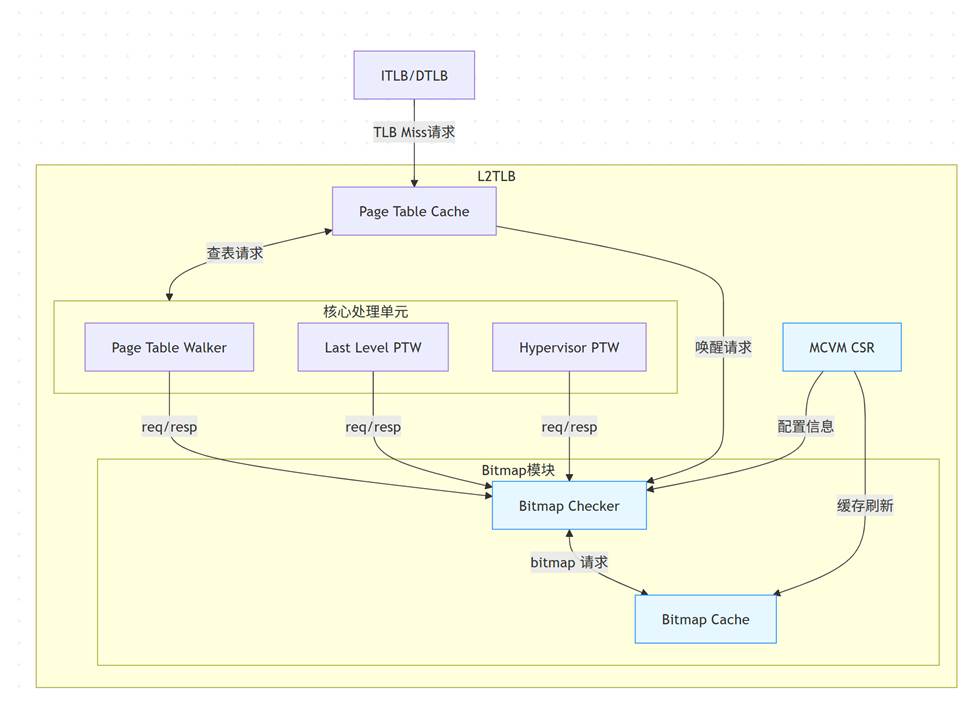 ITLB/DTLB
TLB Miss请求
L2TLB
Page Table Cache
查表请求
核心处理单元
Page Table Walker
Last Level PTW
Hypervisor PTW
唤醒请求
MCVM CSR
req/resp
req/resp
req/resp
配置信息
Bitmap模块
Bitmap Checker
缓存刷新
bitmap 请求
Bitmap Cache